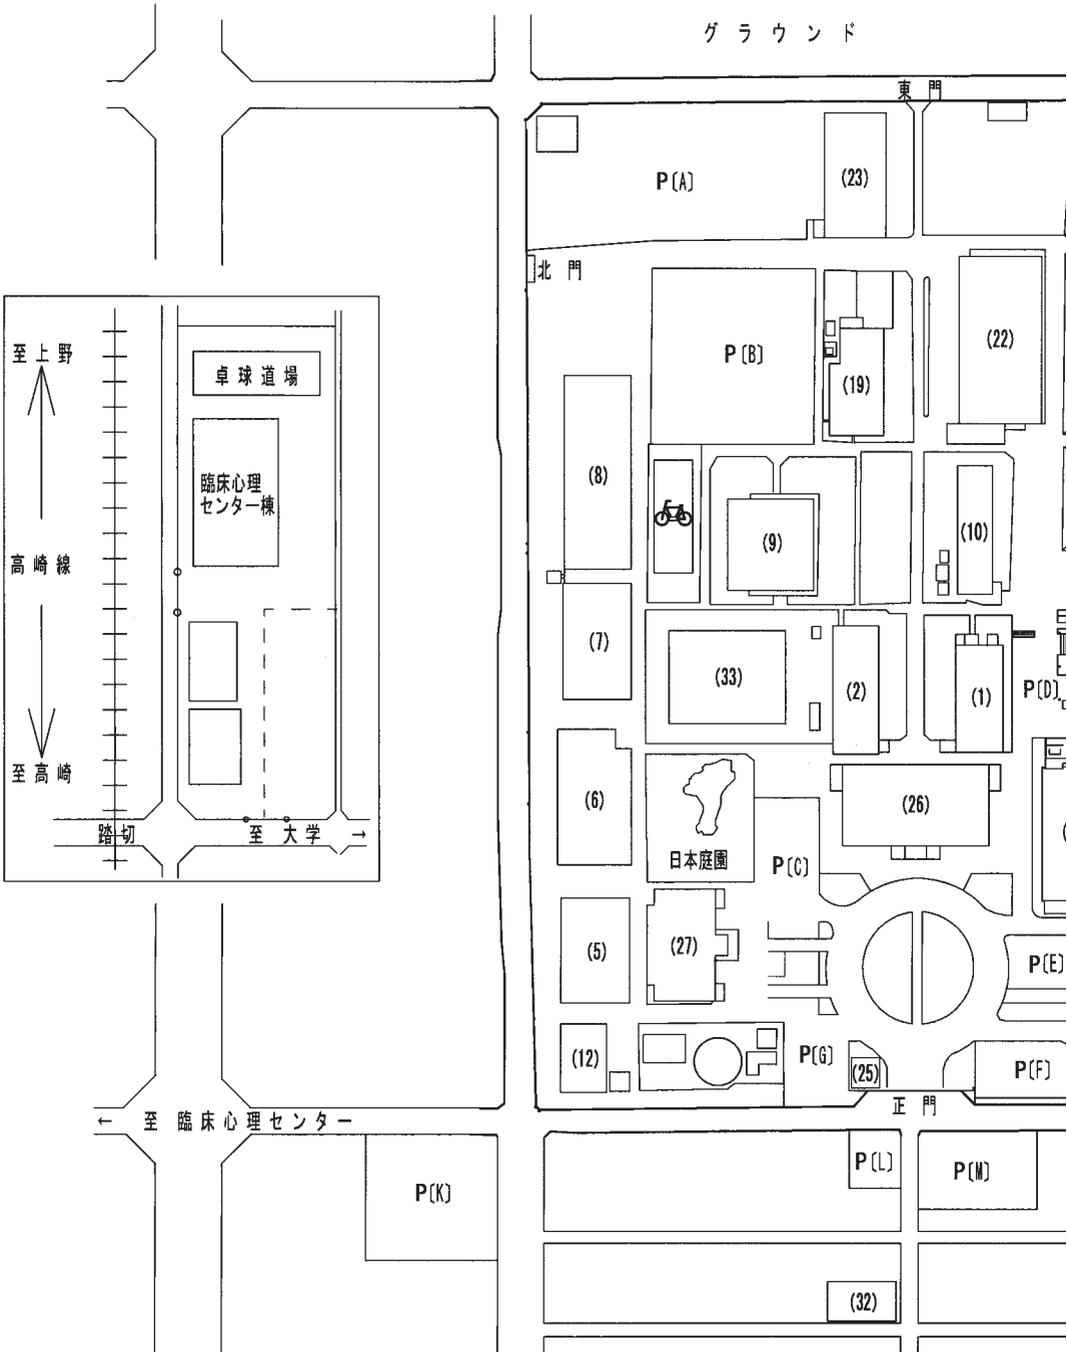 グラウンド
東門
P〔A〕
(23)
北門
P〔B〕
(22)
(19)
至上野
卓球道場
臨床心理
センター棟
高崎線
至高崎
踏切
至 大学 →
(8)
(9)
(10)
(7)
(33)
(2)
(1)
P〔D〕
(6)
(26)
日本庭園
P〔C〕
(5)
(27)
P〔E〕
(12)
P〔G〕
(25)
P〔F〕
正門
← 至 臨床心理センター
P〔K〕
P〔L〕
P〔M〕
(32)